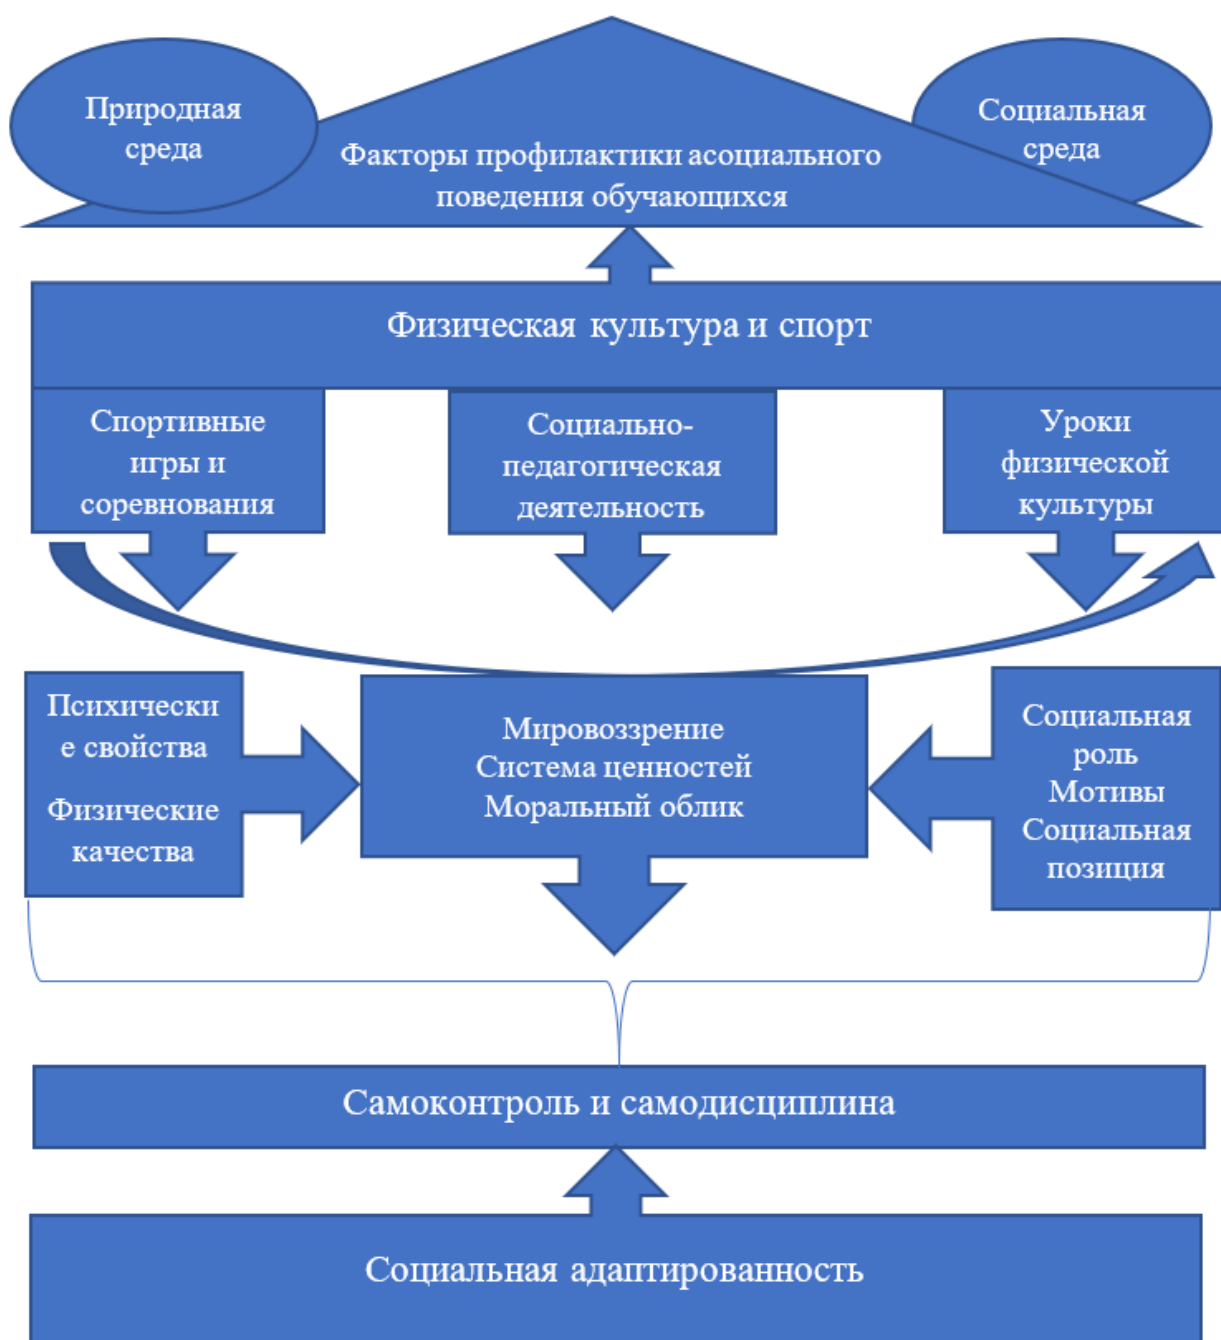 Природная
среда
Социальная
среда
Факторы профилактики асоциального
поведения обучающихся
Физическая культура и спорт
Спортивные
игры и
соревнования
Социально-
педагогическая
деятельность
Уроки
физической
культуры
Психически
е свойства
Физические
качества
Мировоззрение
Система ценностей
Моральный облик
Социальная
роль
Мотивы
Социальная
позиция
Самоконтроль и самодисциплина
Социальная адаптированность